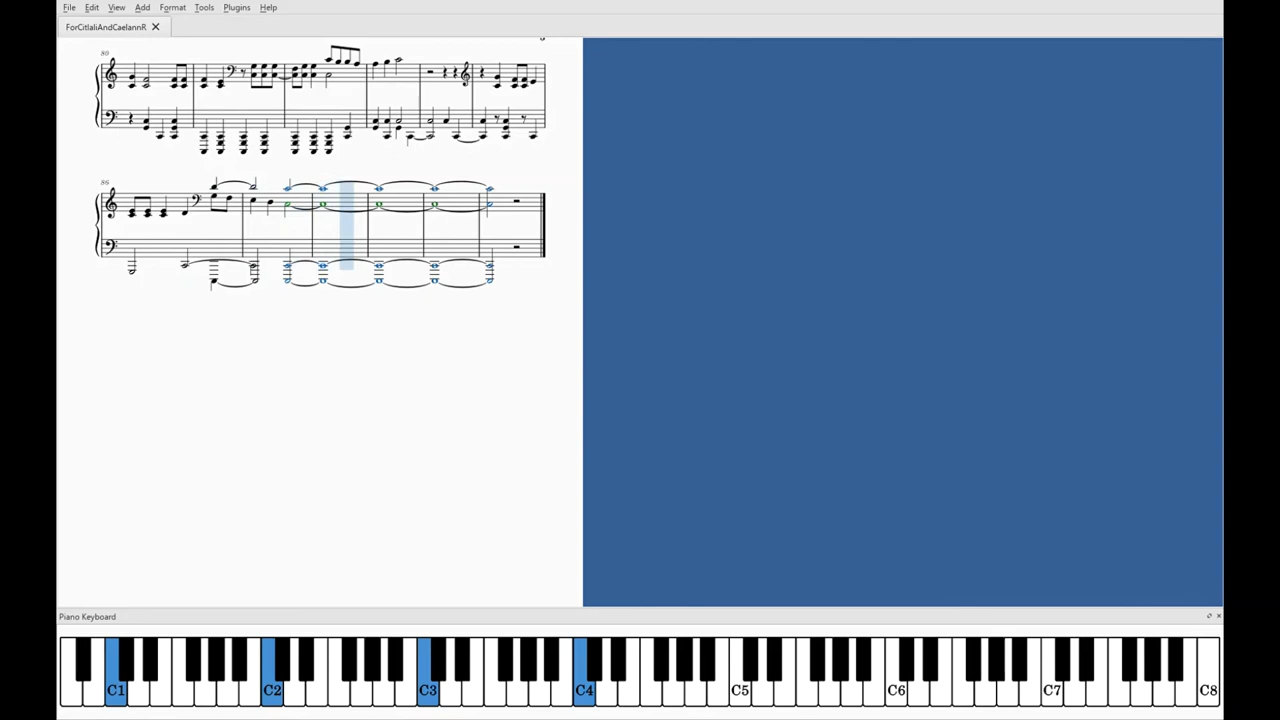 File Edit View Add Format Tools Plugins Help
ForCitlaliAndCaelannR
80
86
Piano Keyboard
C1 C2 C3 C4 C5 C6 C7 C8